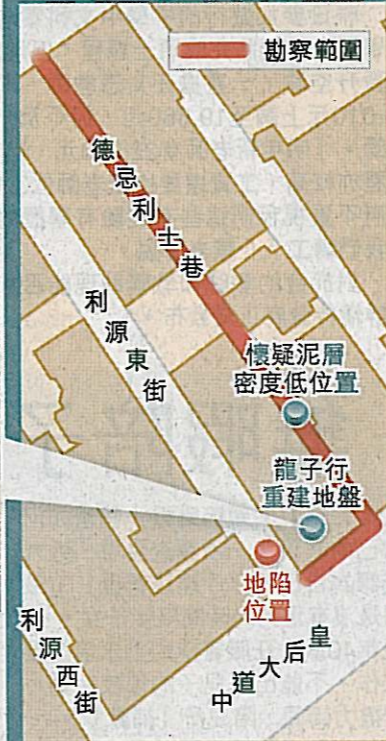 勘察範圍
德忌利士巷
利源東街
懷疑泥層
密度低位置
龍子行
重建地盤
地陷
位置
利源西街
皇后大道中